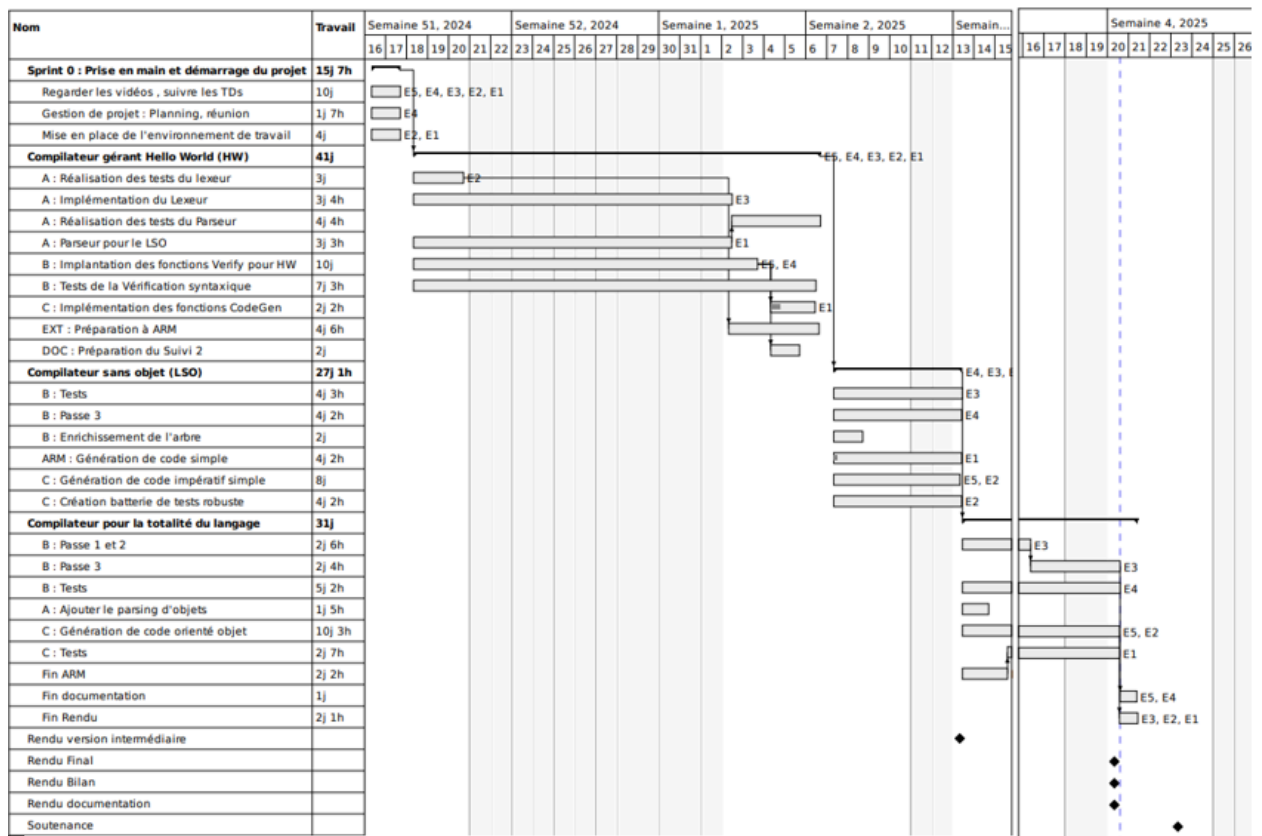 Nom Travail Semaine 51, 2024 Semaine 52, 2024 Semaine 1, 2025 Semaine 2, 2025 Semain... Semaine 4, 2025
16 17 18 19 20 21 22 23 24 25 26 27 28 29 30 31 1 2 3 4 5 6 7 8 9 10 11 12 13 14 15 16 17 18 19 20 21 22 23 24 25 26
Sprint 0 : Prise en main et démarrage du projet 15j 7h
Regarder les vidéos , suivre les TDs 10j E5, E4, E3, E2, E1
Gestion de projet : Planning, réunion 1j 7h E4
Mise en place de l'environnement de travail 4j E2, E1
Compilateur gérant Hello World (HW) 41j E5, E4, E3, E2, E1
A : Réalisation des tests du lexeur 3j E2
A : Implémentation du Lexeur 3j 4h E3
A : Réalisation des tests du Parseur 4j 4h
A : Parseur pour le LSO 3j 3h E1
B : Implantation des fonctions Verify pour HW 10j E5, E4
B : Tests de la Vérification syntaxique 7j 3h
C : Implémentation des fonctions CodeGen 2j 2h E1
EXT : Préparation à ARM 4j 6h
DOC : Préparation du Suivi 2 2j
Compilateur sans objet (LSO) 27j 1h E4, E3,
B : Tests 4j 3h E3
B : Passe 3 4j 2h E4
B : Enrichissement de l'arbre 2j
ARM : Génération de code simple 4j 2h E1
C : Génération de code impératif simple 8j E5, E2
C : Création batterie de tests robuste 4j 2h E2
Compilateur pour la totalité du langage 31j
B : Passe 1 et 2 2j 6h E3
B : Passe 3 2j 4h E3
B : Tests 5j 2h E4
A : Ajouter le parsing d'objets 1j 5h
C : Génération de code orienté objet 10j 3h E5, E2
C : Tests 2j 7h E1
Fin ARM 2j 2h
Fin documentation 1j E5, E4
Fin Rendu 2j 1h E3, E2, E1
Rendu version intermédiaire
Rendu Final
Rendu Bilan
Rendu documentation
Soutenance